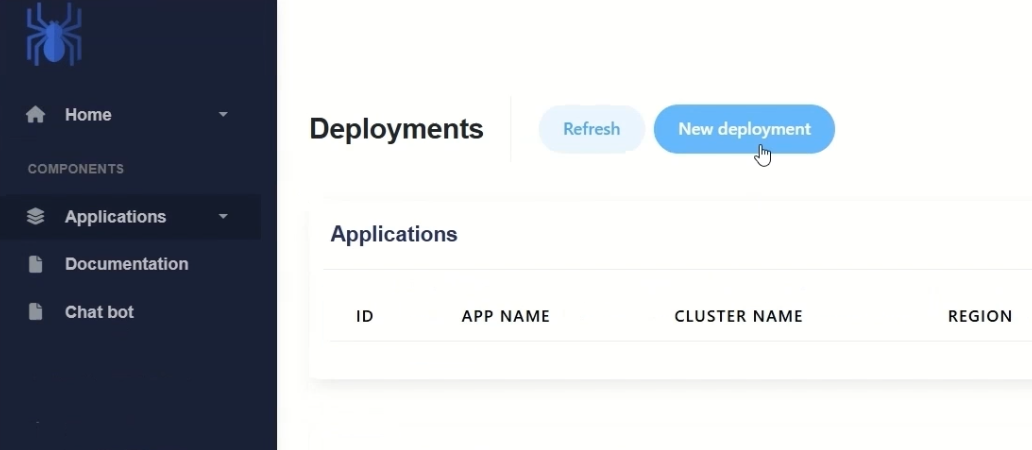 Home
COMPONENTS
Applications
Documentation
Chat bot
Deployments Refresh New deployment
Applications
ID APP NAME CLUSTER NAME REGION